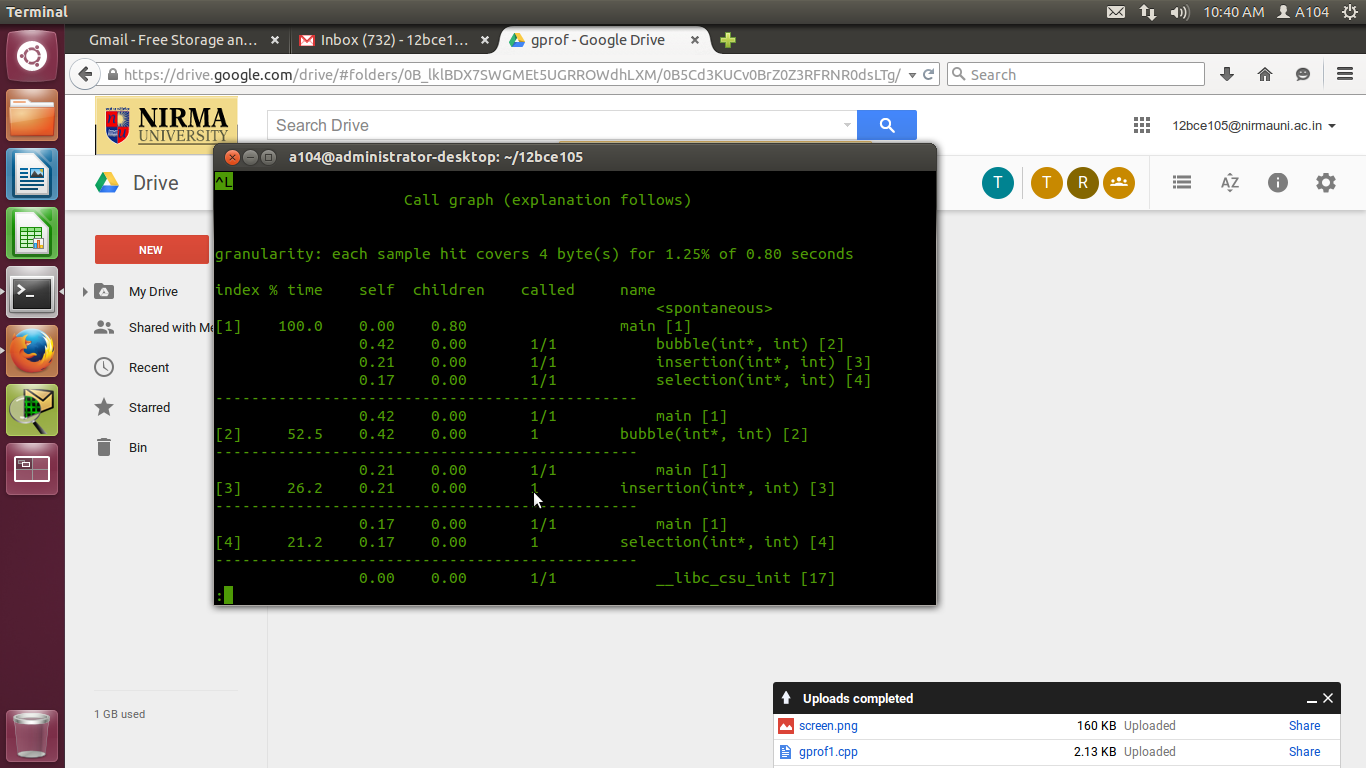 Terminal
10:40 AM A104
Gmail - Free Storage an...
Inbox (732) - 12bce1...
gprof - Google Drive
https://drive.google.com/drive/#folders/0B_lklBDX7SWGMEt5UGRROWdhLXM/0B5Cd3KUCv0BrZ0Z3RFRNR0dsLTg/
Search
NIRMA
UNIVERSITY
Search Drive
12bce105@nirmauni.ac.in
Drive
T T R
AZ
NEW
My Drive
Shared with Me
Recent
Starred
Bin
1 GB used
a104@administrator-desktop: ~/12bce105
^L
Call graph (explanation follows)
granularity: each sample hit covers 4 byte(s) for 1.25% of 0.80 seconds
index % time self children called name
<spontaneous>
[1] 100.0 0.00 0.80 main [1]
0.42 0.00 1/1 bubble(int*, int) [2]
0.21 0.00 1/1 insertion(int*, int) [3]
0.17 0.00 1/1 selection(int*, int) [4]
-----------------------------------------------
0.42 0.00 1/1 main [1]
[2] 52.5 0.42 0.00 1 bubble(int*, int) [2]
-----------------------------------------------
0.21 0.00 1/1 main [1]
[3] 26.2 0.21 0.00 1 insertion(int*, int) [3]
-----------------------------------------------
0.17 0.00 1/1 main [1]
[4] 21.2 0.17 0.00 1 selection(int*, int) [4]
-----------------------------------------------
0.00 0.00 1/1 __libc_csu_init [17]
:
Uploads completed
screen.png 160 KB Uploaded Share
gprof1.cpp 2.13 KB Uploaded Share